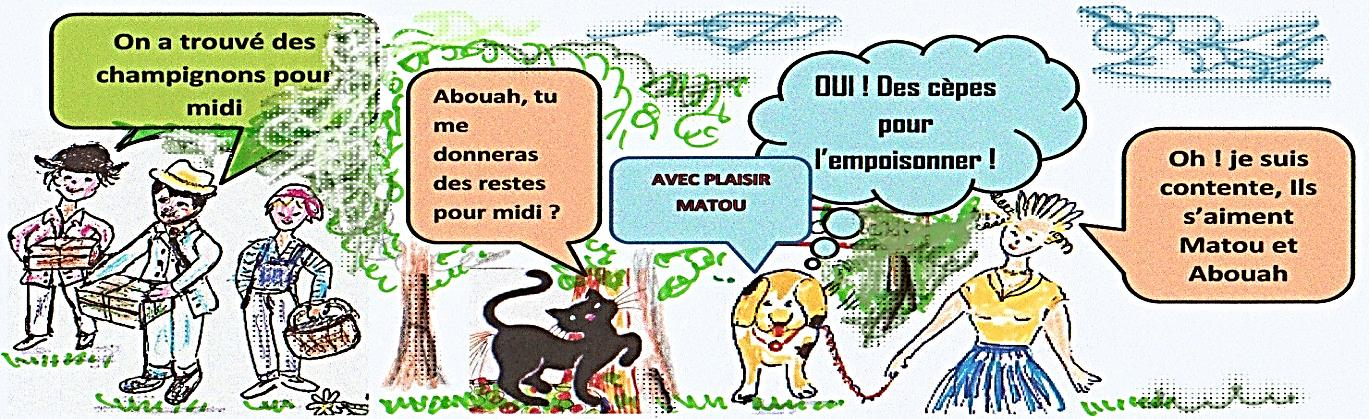 On a trouvé des
champignons pour
midi
Abouah, tu
me
donneras
des restes
pour midi ?
AVEC PLAISIR
MATOU
OUI ! Des cèpes
pour
l'empoisonner !
Oh ! je suis
contente, Ils
s'aiment
Matou et
Abouah